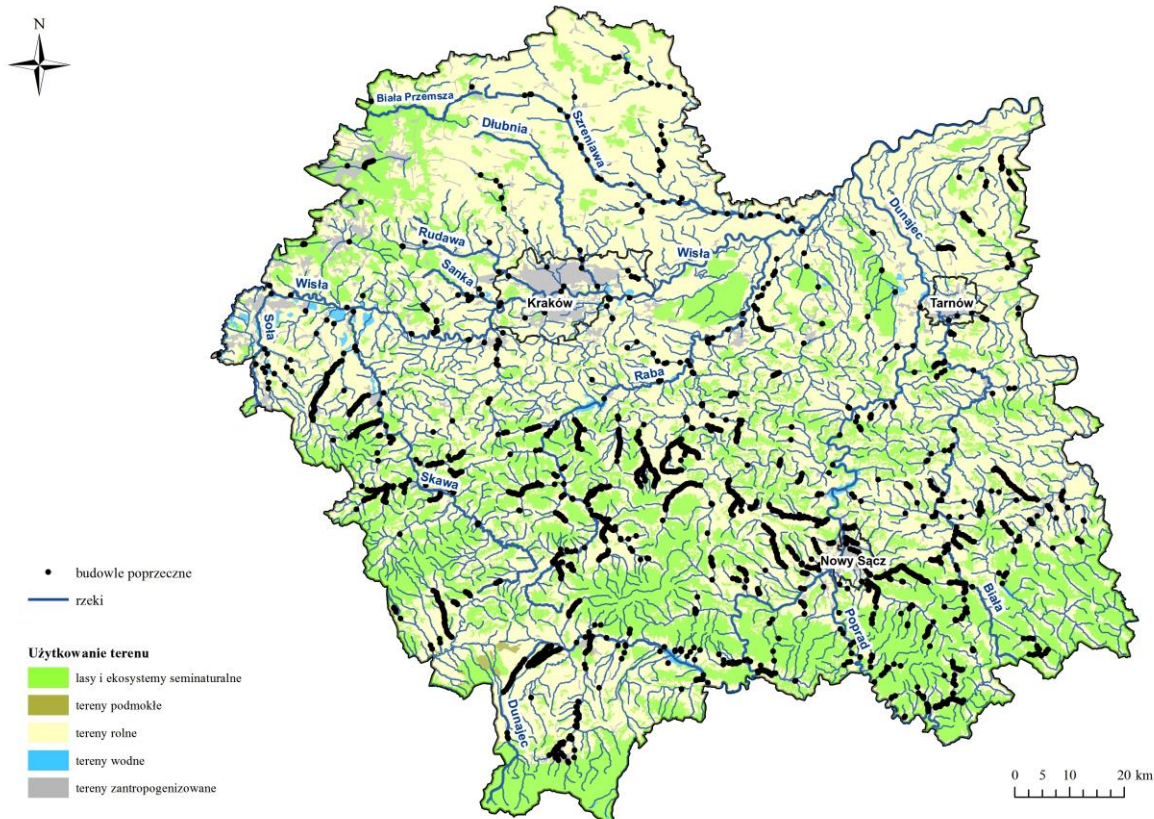 N
Biała Przemsza
Dłubnia
Szreniawa
Dunajec
Rudawa
Wisła
Sanka
Wisła
Kraków
Tarnów
Soła
Raba
Skawa
budowle poprzeczne
rzeki
Nowy Sącz
Biała
Poprad
Użytkowanie terenu
lasy i ekosystemy seminaturalne
tereny podmokłe
tereny rolne
Dunajec
tereny wodne
tereny zantropogenizowane
0 5 10 20 km